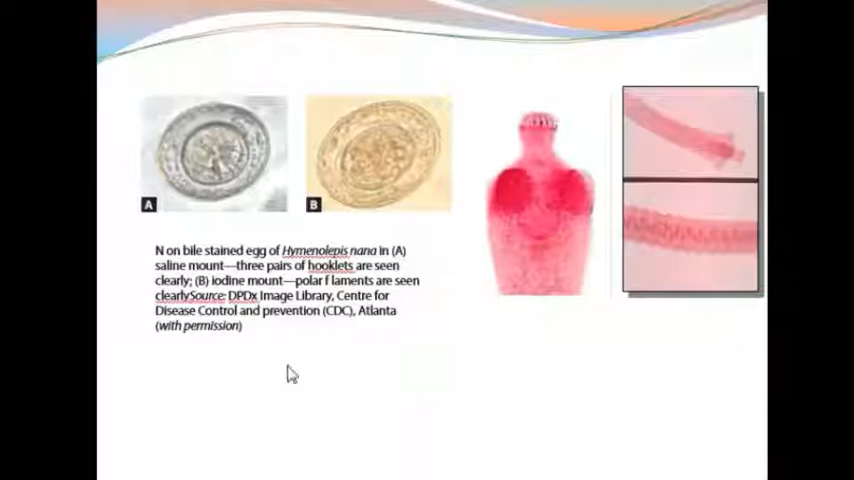 A
B
N on bile stained egg of Hymenolepis nana in (A)
saline mount—three pairs of hooklets are seen
clearly; (B) iodine mount—polar f laments are seen
clearlySource: DPDx Image Library, Centre for
Disease Control and prevention (CDC), Atlanta
(with permission)